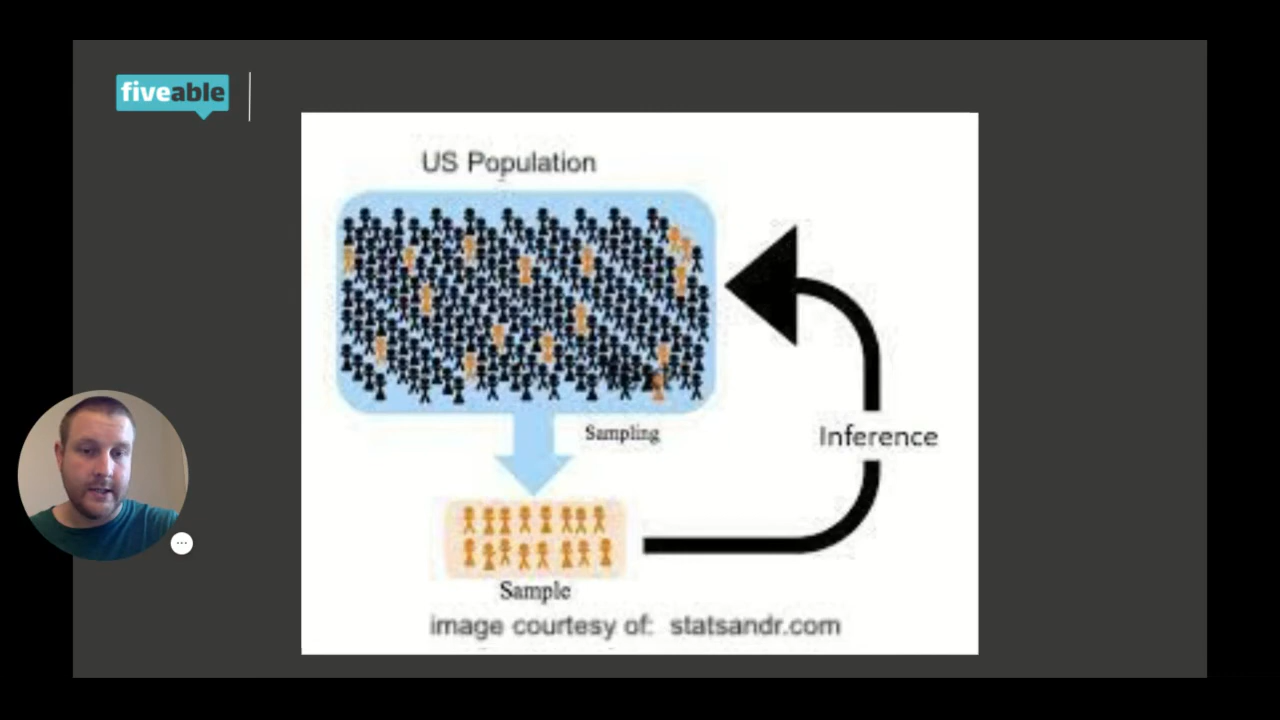 fiveable
US Population
Sampling
Inference
Sample
image courtesy of: statsandr.com